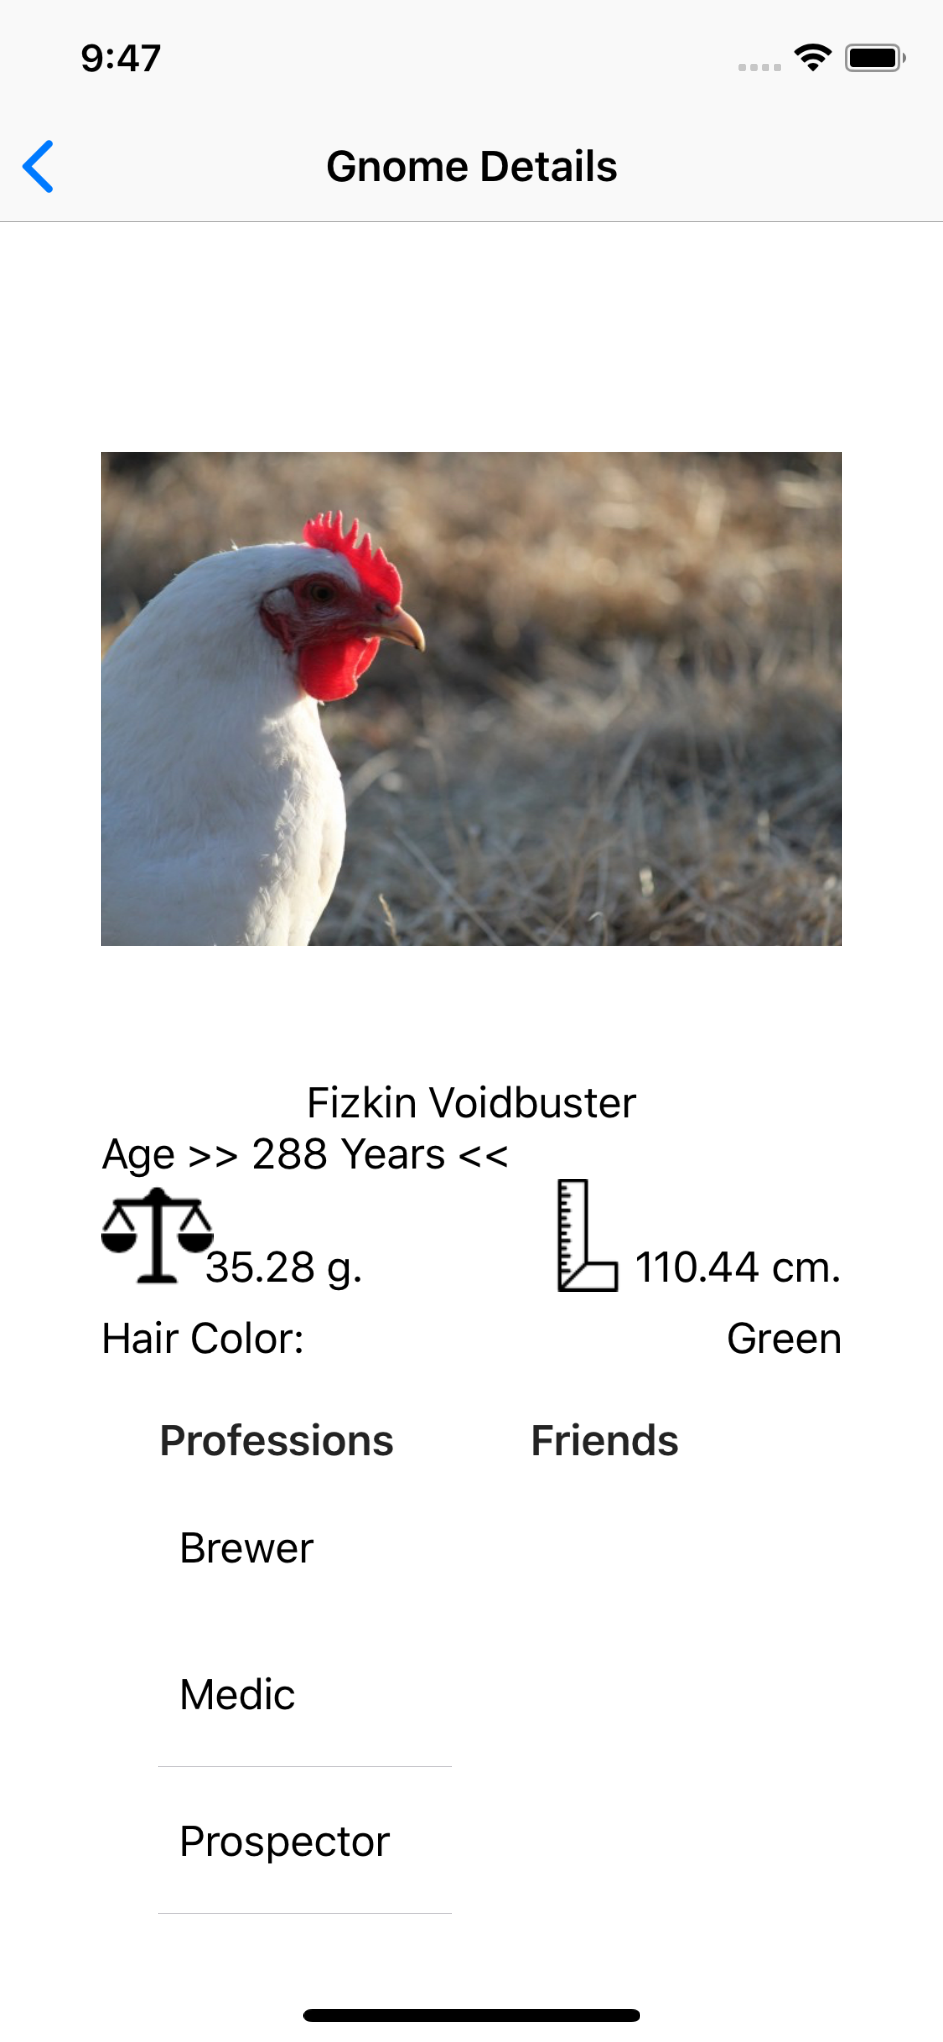 9:47
Gnome Details
Fizkin Voidbuster
Age >> 288 Years <<
35.28 g. 110.44 cm.
Hair Color: Green
Professions Friends
Brewer
Medic
Prospector